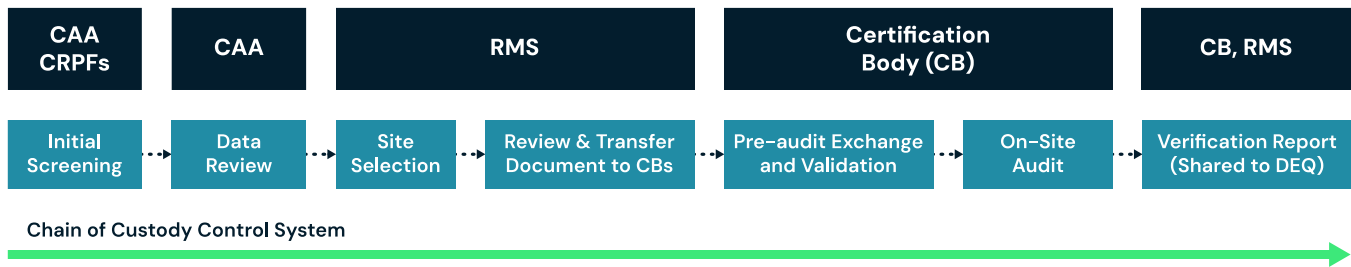 CAA
CRPFs
CAA
RMS
Certification
Body (CB)
CB, RMS
Initial
Screening
Data
Review
Site
Selection
Review & Transfer
Document to CBs
Pre-audit Exchange
and Validation
On-Site
Audit
Verification Report
(Shared to DEQ)
Chain of Custody Control System